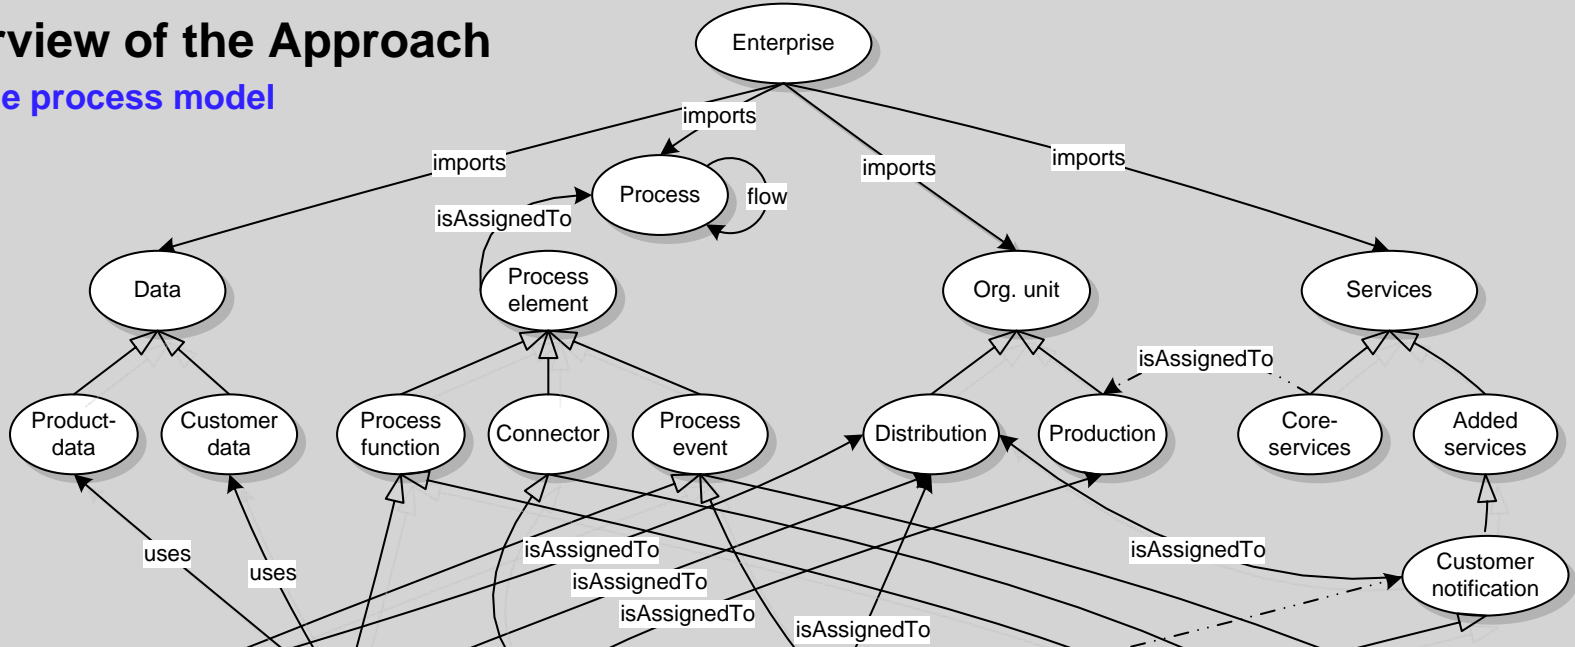 rview of the Approach
e process model
Enterprise
imports
imports
imports
imports
Process
flow
isAssignedTo
Data
Process
element
Org. unit
Services
isAssignedTo
Product-
data
Customer
data
Process
function
Connector
Process
event
Distribution
Production
Core-
services
Added
services
uses
uses
isAssignedTo
isAssignedTo
isAssignedTo
isAssignedTo
isAssignedTo
Customer
notification